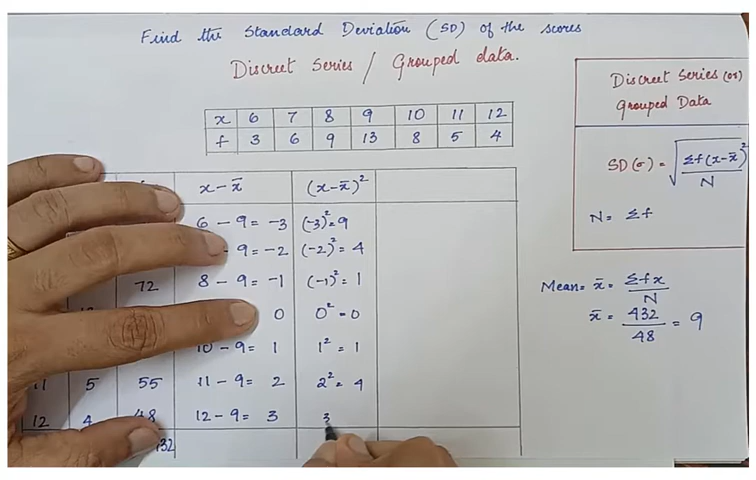 Find the Standard Deviation (SD) of the scores
Discreet Series / Grouped data.
x 6 7 8 9 10 11 12
f 3 6 9 13 8 5 4
Discreet Series (or)
Grouped Data
SD(σ) = √(Σf(x-x̄)²/N)
N = Σf
x - x̄ (x-x̄)²
6 - 9 = -3 (-3)² = 9
- 9 = -2 (-2)² = 4
72 8 - 9 = -1 (-1)² = 1
0 0² = 0
10 - 9 = 1 1² = 1
11 5 55 11 - 9 = 2 2² = 4
12 4 48 12 - 9 = 3 3
432
Mean = x̄ = Σfx/N
x̄ = 432/48 = 9